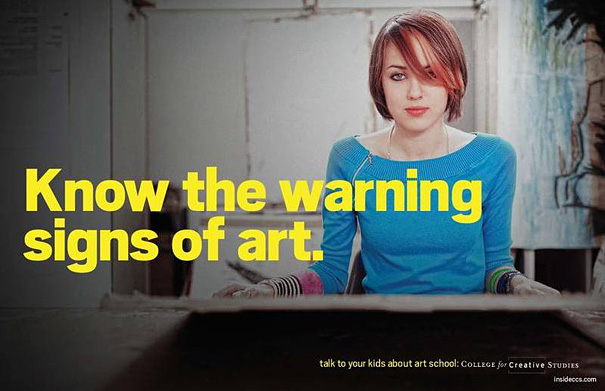 Know the warning
signs of art.
talk to your kids about art school: COLLEGE for Creative STUDIES
insideccs.com